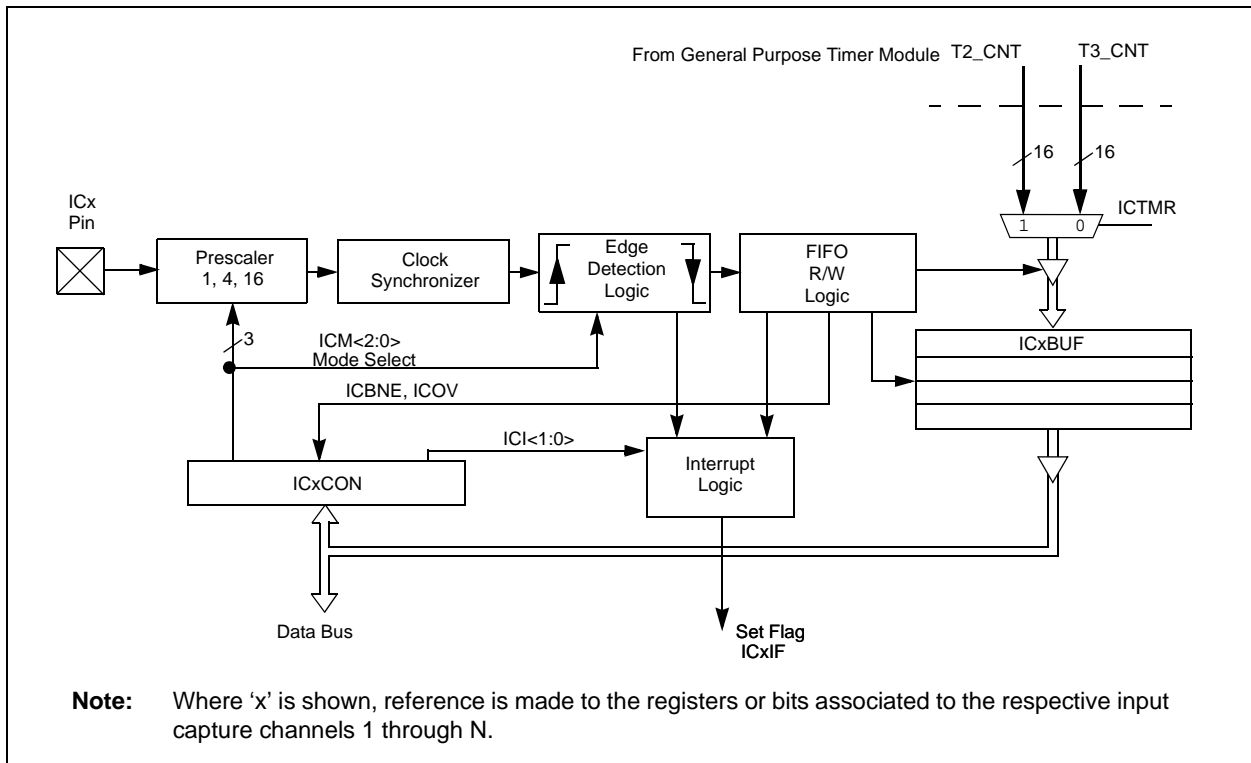 From General Purpose Timer Module T2_CNT T3_CNT
16 16
ICx
Pin
1 0
ICTMR
Prescaler
1, 4, 16
Clock
Synchronizer
Edge
Detection
Logic
FIFO
R/W
Logic
3
ICM<2:0>
Mode Select
ICxBUF
ICBNE, ICOV
ICI<1:0>
ICxCON
Interrupt
Logic
Data Bus
Set Flag
ICxIF
Note: Where ‘x’ is shown, reference is made to the registers or bits associated to the respective input
capture channels 1 through N.